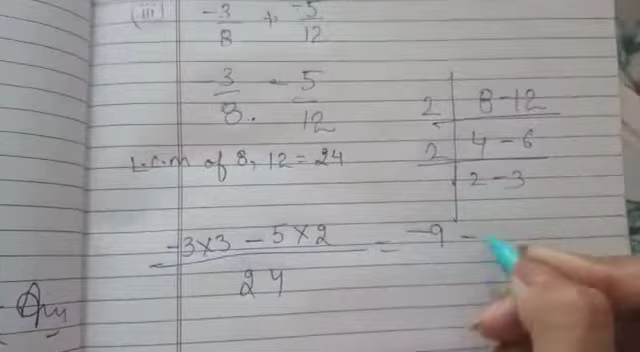 (iii) -3/8 + -5/12
-3/8. - 5/12
2 | 8-12
2 | 4-6
2-3
L.C.M of 8, 12 = 24
= -3×3 - 5×2 / 24 = -9 -